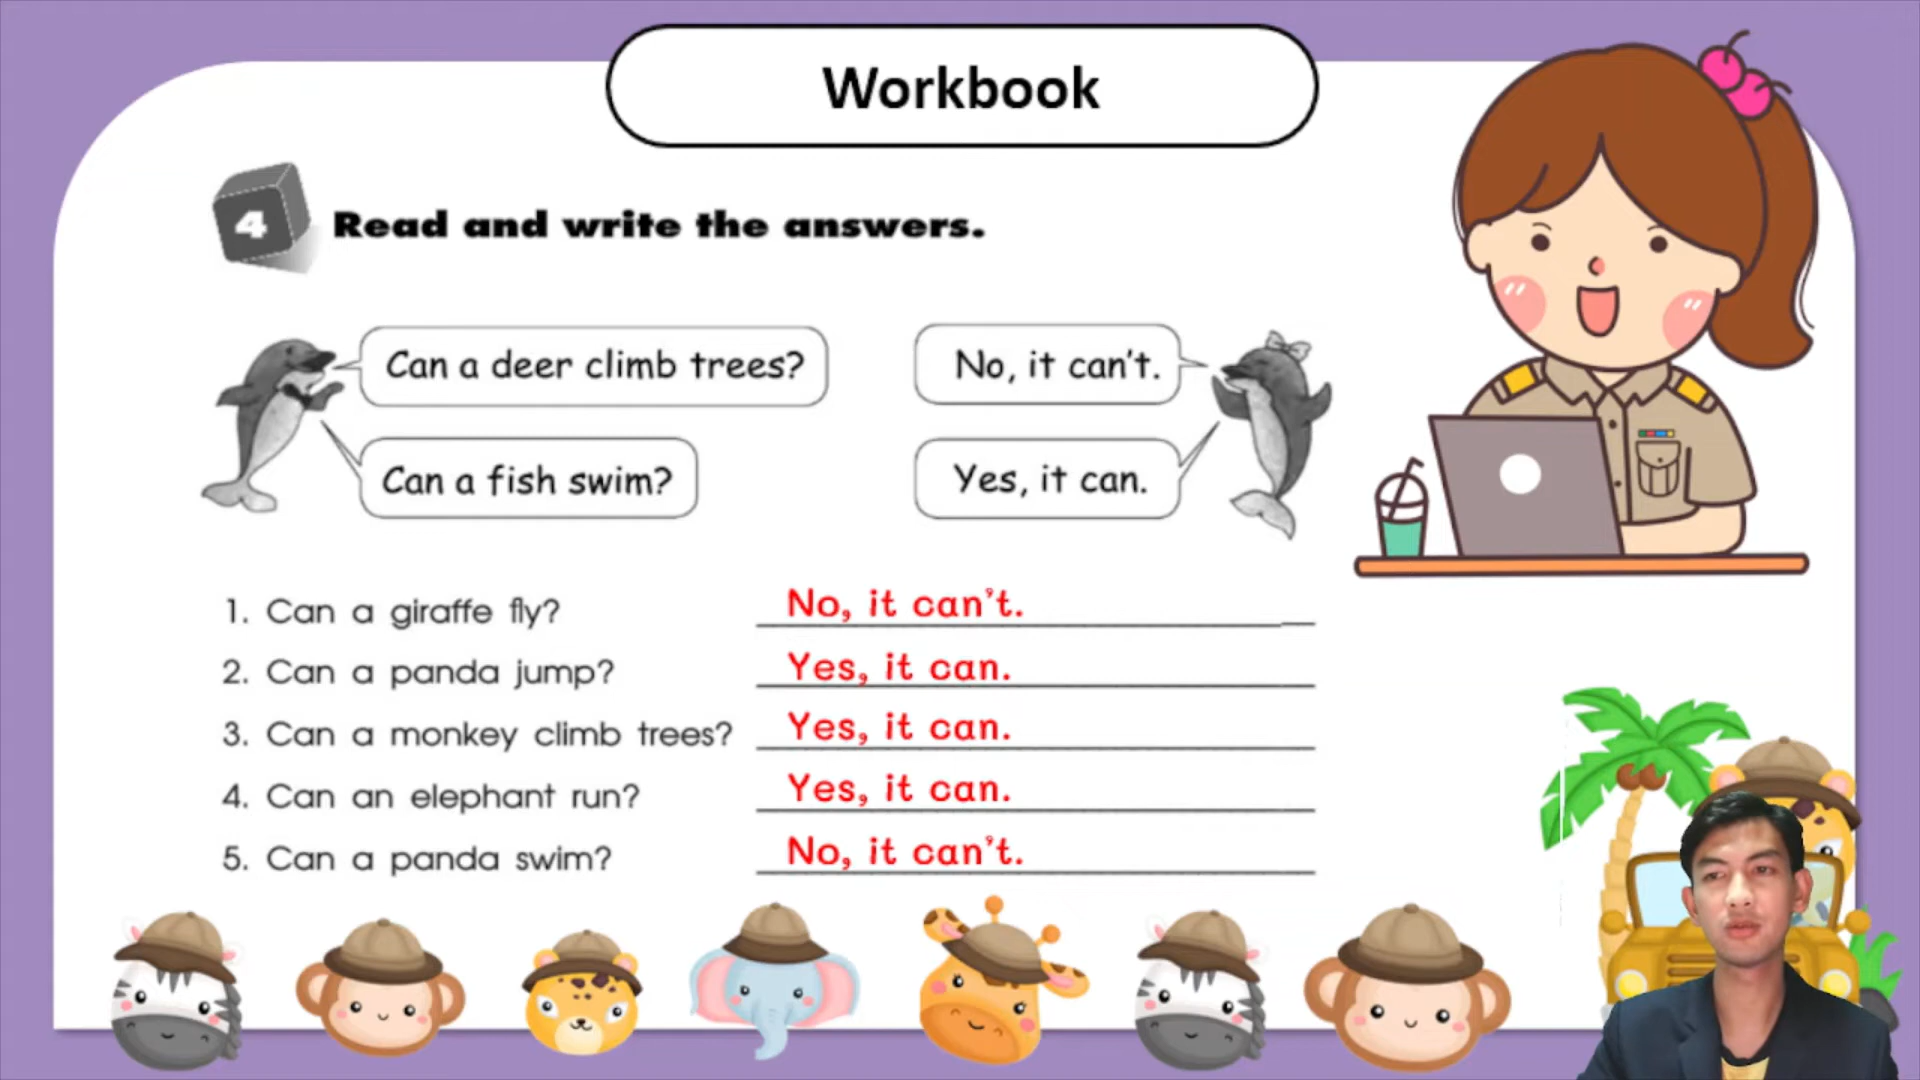 Workbook
4 Read and write the answers.
Can a deer climb trees? No, it can't.
Can a fish swim? Yes, it can.
1. Can a giraffe fly? No, it can't.
2. Can a panda jump? Yes, it can.
3. Can a monkey climb trees? Yes, it can.
4. Can an elephant run? Yes, it can.
5. Can a panda swim? No, it can't.